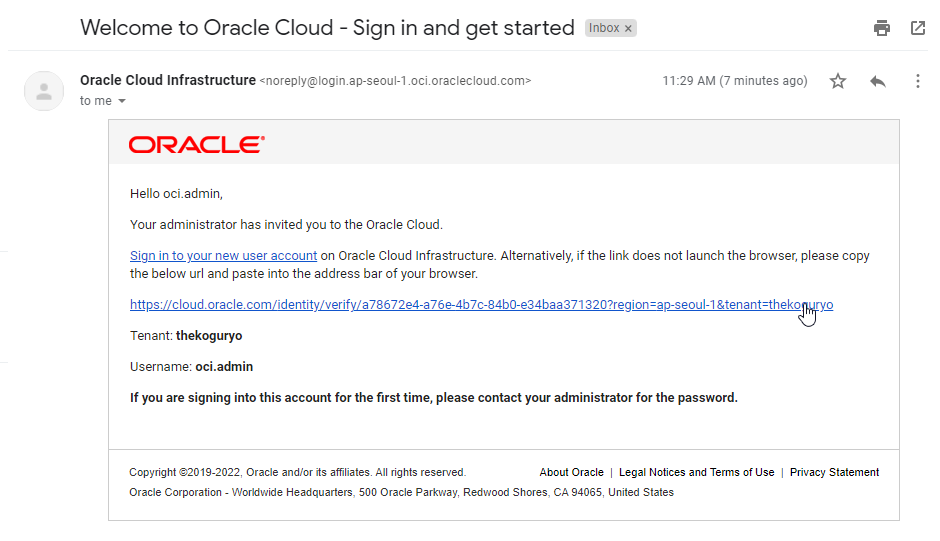 Welcome to Oracle Cloud - Sign in and get started Inbox ×
Oracle Cloud Infrastructure <noreply@login.ap-seoul-1.oci.oraclecloud.com> 11:29 AM (7 minutes ago)
to me
ORACLE®
Hello oci.admin,
Your administrator has invited you to the Oracle Cloud.
Sign in to your new user account on Oracle Cloud Infrastructure. Alternatively, if the link does not launch the browser, please copy
the below url and paste into the address bar of your browser.
https://cloud.oracle.com/identity/verify/a78672e4-a76e-4b7c-84b0-e34baa371320?region=ap-seoul-1&tenant=thekoguryo
Tenant: thekoguryo
Username: oci.admin
If you are signing into this account for the first time, please contact your administrator for the password.
Copyright ©2019-2022, Oracle and/or its affiliates. All rights reserved. About Oracle | Legal Notices and Terms of Use | Privacy Statement
Oracle Corporation - Worldwide Headquarters, 500 Oracle Parkway, Redwood Shores, CA 94065, United States